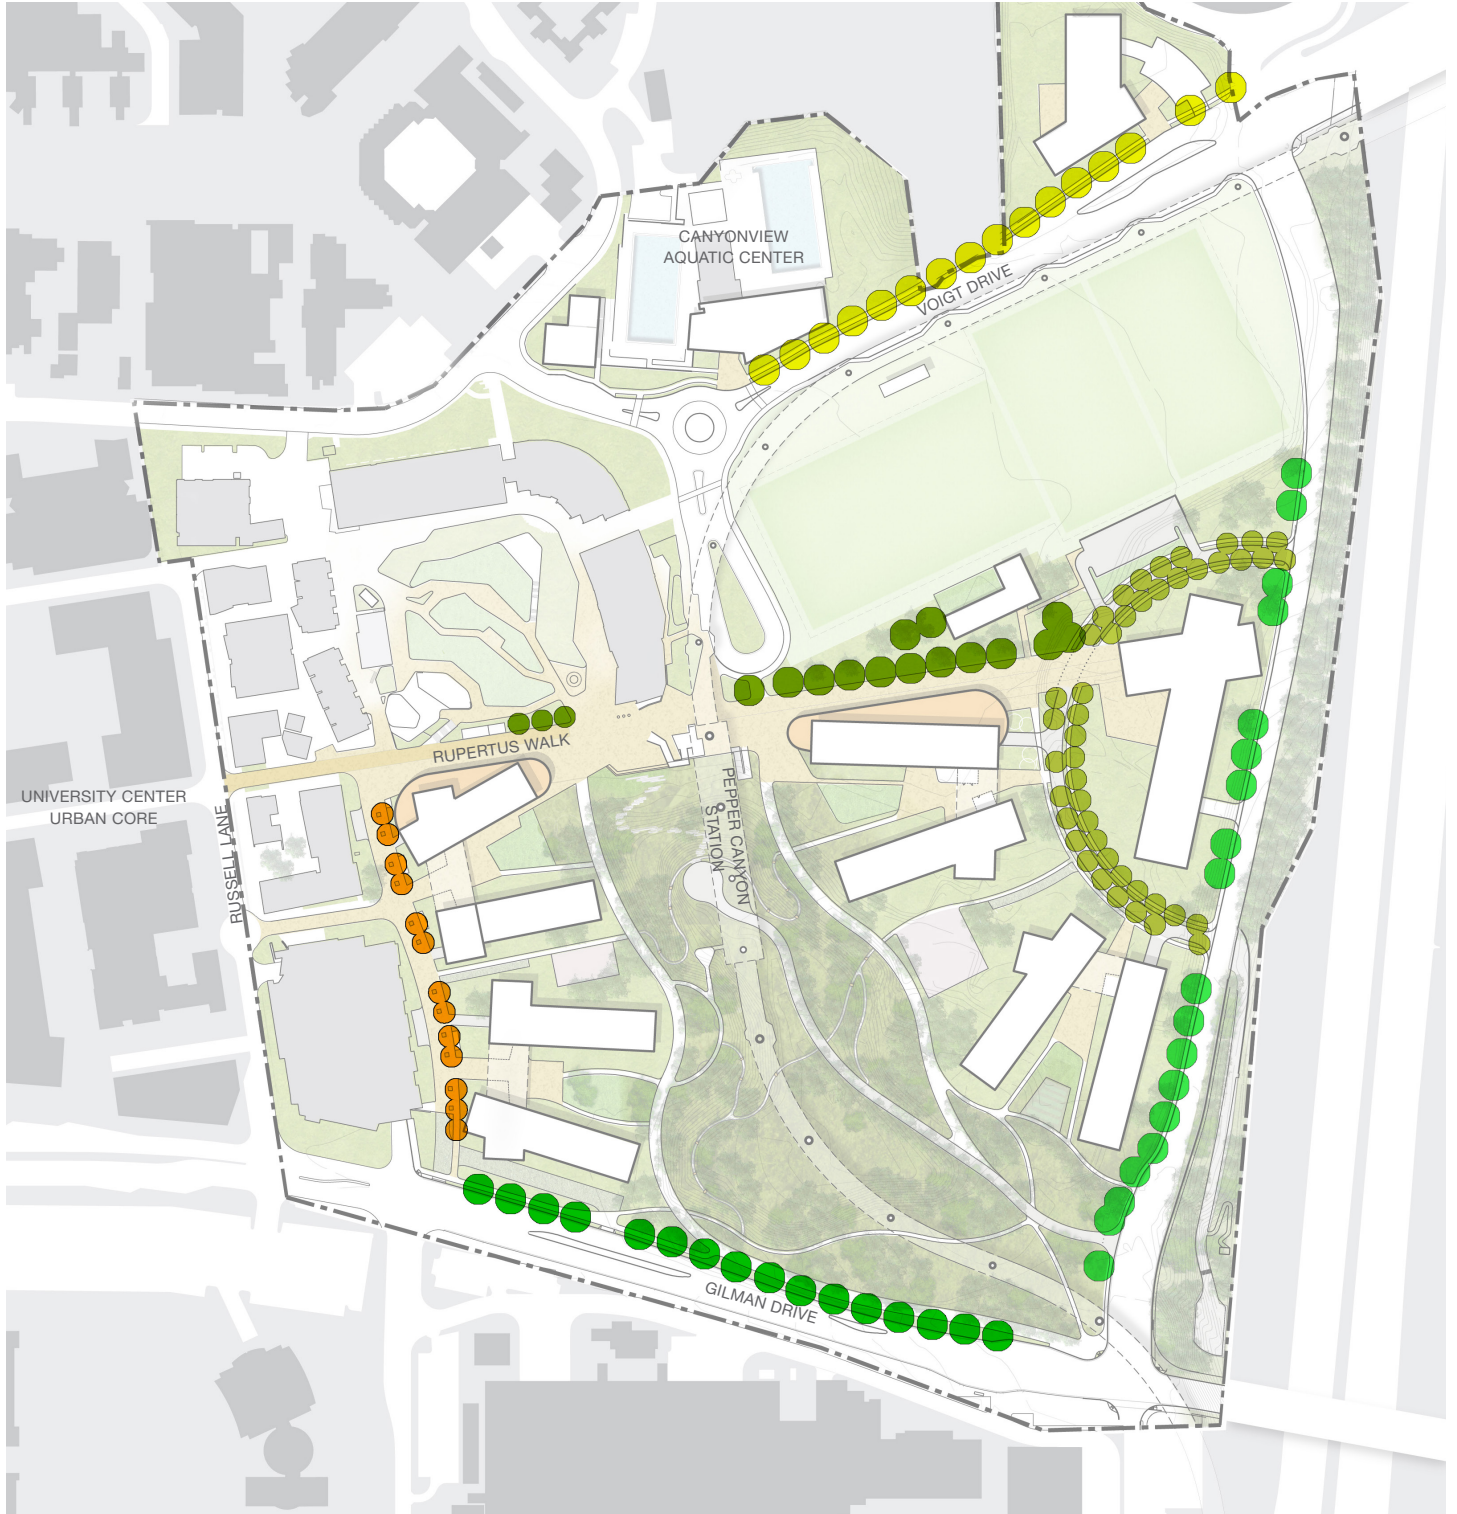 CANYONVIEW
AQUATIC CENTER
VOIGT DRIVE
RUPERTUS WALK
UNIVERSITY CENTER
URBAN CORE
RUSSELL LANE
PEPPER CANYON
STATION
GILMAN DRIVE